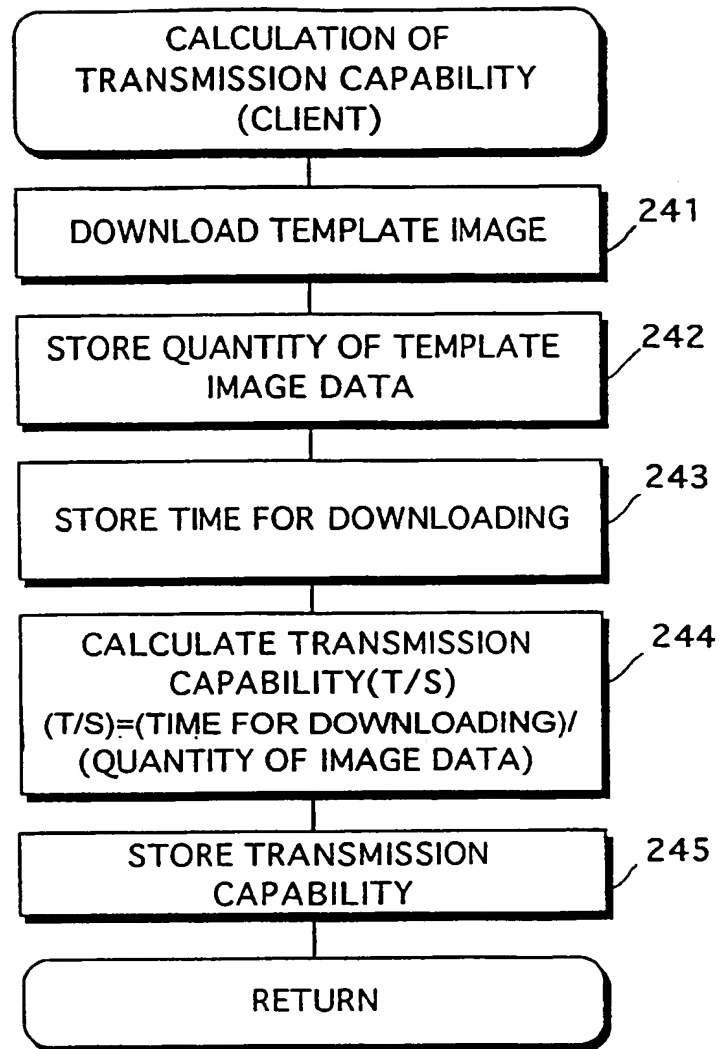 CALCULATION OF
TRANSMISSION CAPABILITY
(CLIENT)
DOWNLOAD TEMPLATE IMAGE
241
STORE QUANTITY OF TEMPLATE
IMAGE DATA
242
STORE TIME FOR DOWNLOADING
243
CALCULATE TRANSMISSION
CAPABILITY(T/S)
(T/S)=(TIME FOR DOWNLOADING)/
(QUANTITY OF IMAGE DATA)
244
STORE TRANSMISSION
CAPABILITY
245
RETURN